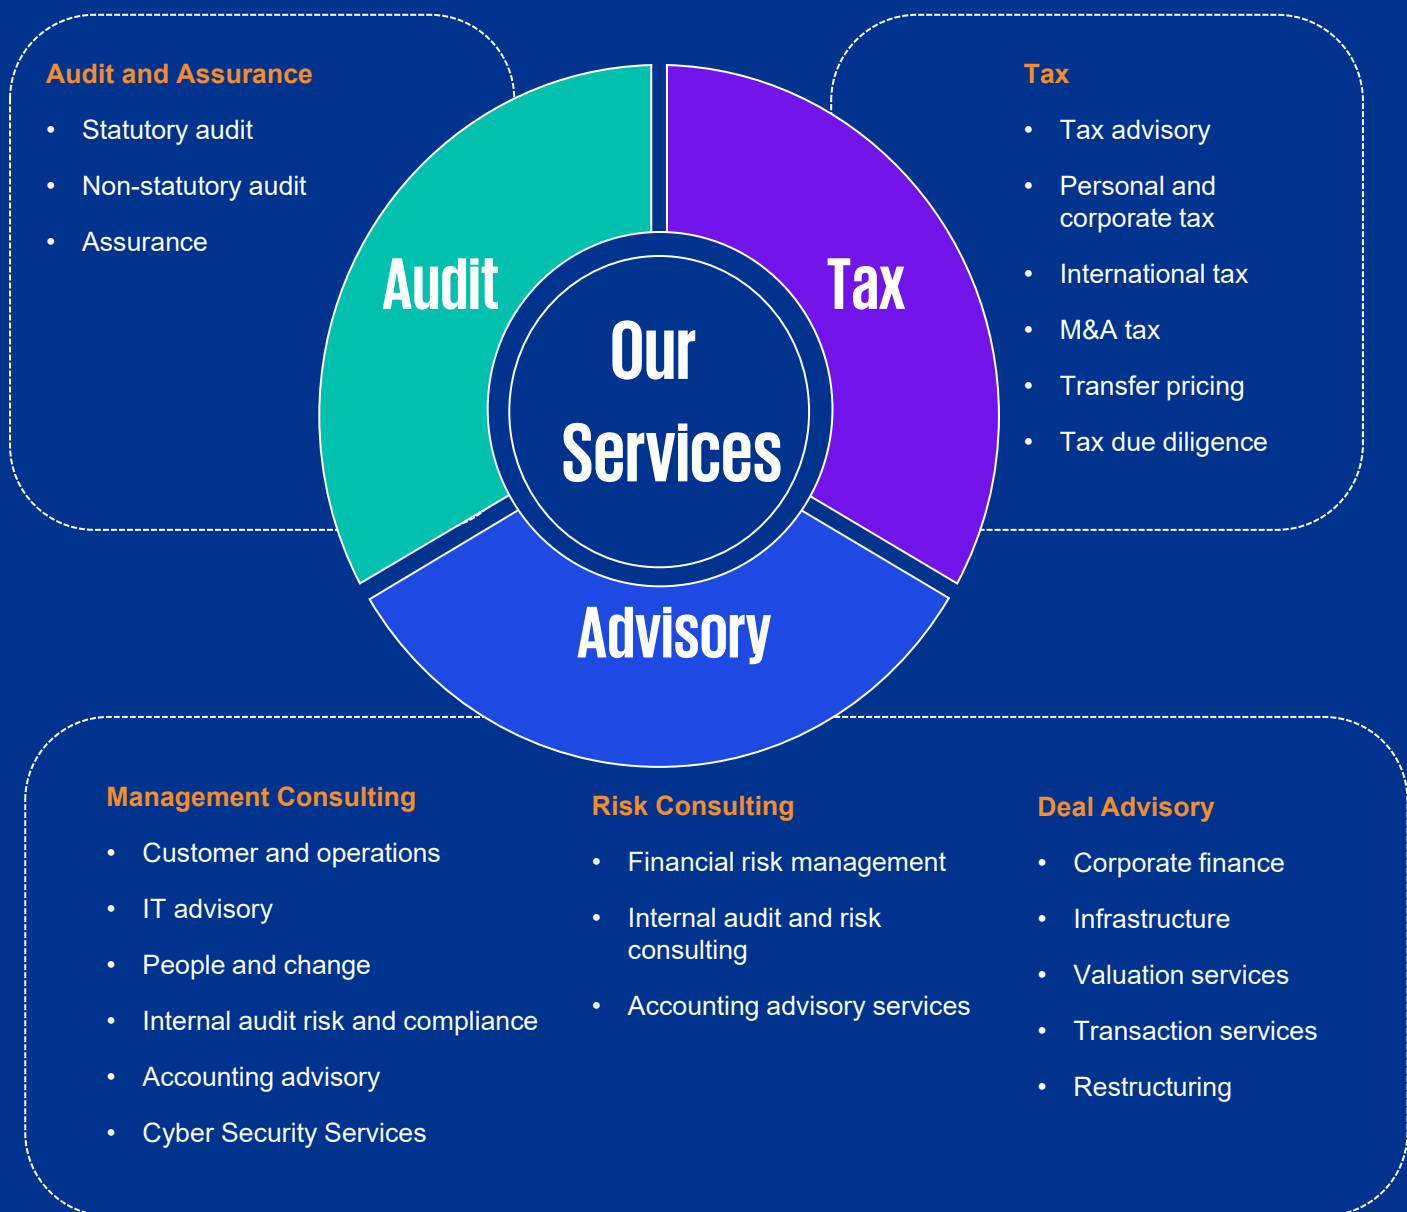 Audit and Assurance
• Statutory audit
• Non-statutory audit
• Assurance
Tax
• Tax advisory
• Personal and
corporate tax
• International tax
• M&A tax
• Transfer pricing
• Tax due diligence
Audit
Tax
Our
Services
Advisory
Management Consulting
• Customer and operations
• IT advisory
• People and change
• Internal audit risk and compliance
• Accounting advisory
• Cyber Security Services
Risk Consulting
• Financial risk management
• Internal audit and risk
consulting
• Accounting advisory services
Deal Advisory
• Corporate finance
• Infrastructure
• Valuation services
• Transaction services
• Restructuring